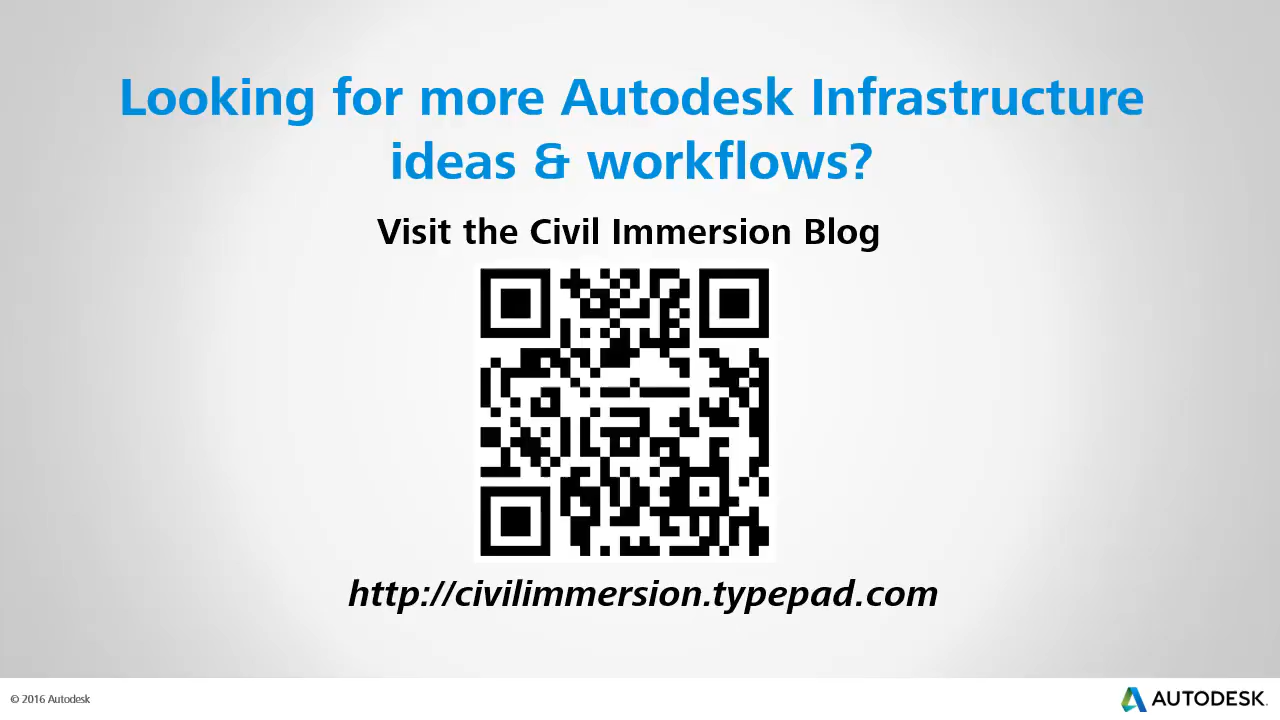 Looking for more Autodesk Infrastructure
ideas & workflows?
Visit the Civil Immersion Blog
http://civilimmersion.typepad.com
© 2016 Autodesk
AUTODESK.